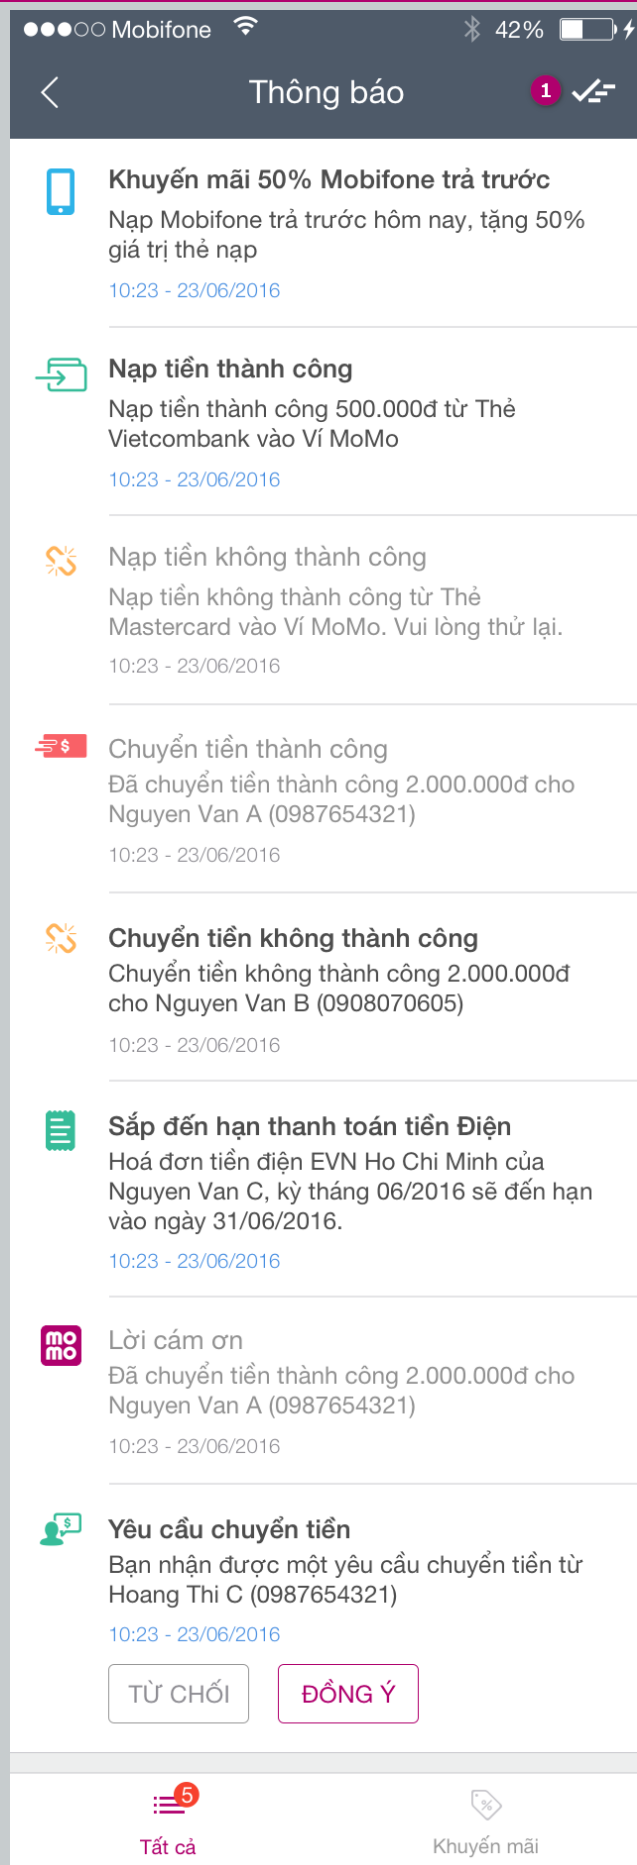 Mobifone
42%
Thông báo
1
Khuyến mãi 50% Mobifone trả trước
Nạp Mobifone trả trước hôm nay, tặng 50%
giá trị thẻ nạp
10:23 - 23/06/2016
Nạp tiền thành công
Nạp tiền thành công 500.000đ từ Thẻ
Vietcombank vào Ví MoMo
10:23 - 23/06/2016
Nạp tiền không thành công
Nạp tiền không thành công từ Thẻ
Mastercard vào Ví MoMo. Vui lòng thử lại.
10:23 - 23/06/2016
$
Chuyển tiền thành công
Đã chuyển tiền thành công 2.000.000đ cho
Nguyen Van A (0987654321)
10:23 - 23/06/2016
Chuyển tiền không thành công
Chuyển tiền không thành công 2.000.000đ
cho Nguyen Van B (0908070605)
10:23 - 23/06/2016
Sắp đến hạn thanh toán tiền Điện
Hoá đơn tiền điện EVN Ho Chi Minh của
Nguyen Van C, kỳ tháng 06/2016 sẽ đến hạn
vào ngày 31/06/2016.
10:23 - 23/06/2016
mo
mo
Lời cám ơn
Đã chuyển tiền thành công 2.000.000đ cho
Nguyen Van A (0987654321)
10:23 - 23/06/2016
$
Yêu cầu chuyển tiền
Bạn nhận được một yêu cầu chuyển tiền từ
Hoang Thi C (0987654321)
10:23 - 23/06/2016
TỪ CHỐI
ĐỒNG Ý
5
%
Tất cả
Khuyến mãi